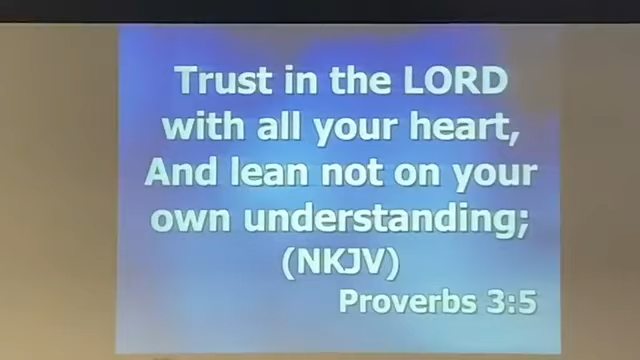 Trust in the LORD
with all your heart,
And lean not on your
own understanding;
(NKJV)
Proverbs 3:5